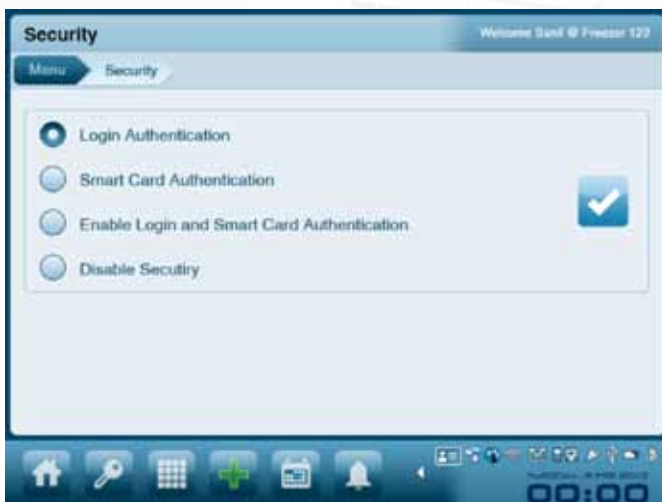 Security
Welcome Sanil @ Freezer 123
Menu
Security
Login Authentication
Smart Card Authentication
Enable Login and Smart Card Authentication
Disable Secutiry
00:00